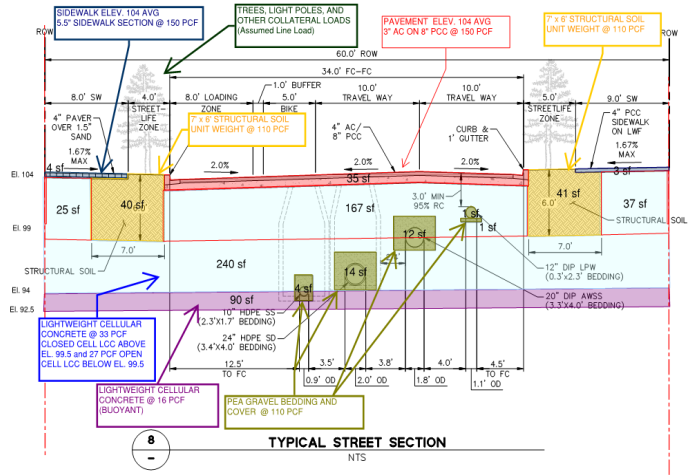 SIDEWALK ELEV. 104 AVG
5.5" SIDEWALK SECTION @ 150 PCF
TREES, LIGHT POLES, AND
OTHER COLLATERAL LOADS
(Assumed Line Load)
PAVEMENT ELEV. 104 AVG
3" AC ON 8" PCC @ 150 PCF
7' x 6' STRUCTURAL SOIL
UNIT WEIGHT @ 110 PCF
ROW
ROW
60.0' ROW
34.0' FC-FC
1.0' BUFFER
8.0' SW
4.0'
STREET-
LIFE
ZONE
8.0' LOADING
ZONE
5.0'
BIKE
10.0'
TRAVEL WAY
10.0'
TRAVEL WAY
5.0'
STREETLIFE
ZONE
9.0' SW
4" PAVER
OVER 1.5"
SAND
1.67%
MAX
7' x 6' STRUCTURAL SOIL
UNIT WEIGHT @ 110 PCF
4" AC/
8" PCC
CURB &
1' GUTTER
4" PCC
SIDEWALK
ON LWF
1.67%
MAX
2.0%
2.0%
2.0%
El. 104
4 sf
35 sf
3 sf
3.0' MIN
95% RC
25 sf
40 sf
6.0'
167 sf
1 sf
1 sf
41 sf
6.0'
37 sf
El. 99
12 sf
7.0'
7.0'
STRUCTURAL SOIL
STRUCTURAL SOIL
240 sf
14 sf
4 sf
12" DIP LPW
(0.3'x2.3' BEDDING)
El. 94
90 sf
El. 92.5
20" DIP AWSS
(3.3'x4.0' BEDDING)
10" HDPE SS
(2.3'X1.7' BEDDING)
24" HDPE SD
(3.4'x4.0' BEDDING)
LIGHTWEIGHT CELLULAR
CONCRETE @ 33 PCF
CLOSED CELL LCC ABOVE
EL. 99.5 and 27 PCF OPEN
CELL LCC BELOW EL. 99.5
12.5'
TO FC
3.5'
3.8'
4.0'
4.5'
TO FC
0.9' OD
2.0' OD
1.8' OD
1.1' OD
LIGHTWEIGHT CELLULAR
CONCRETE @ 16 PCF
(BUOYANT)
PEA GRAVEL BEDDING AND
COVER @ 110 PCF
8
–
TYPICAL STREET SECTION
NTS